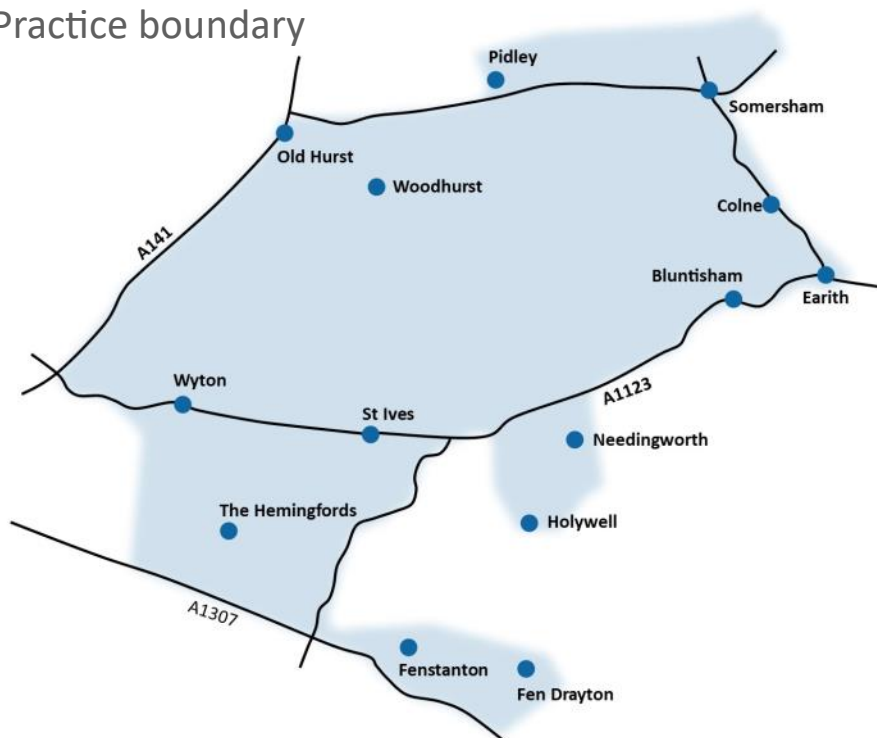 Practice boundary
Pidley
Somersham
Old Hurst
Woodhurst
Colne
A141
Bluntisham
Earith
Wyton
A1123
St Ives
Needingworth
The Hemingfords
Holywell
A1307
Fenstanton
Fen Drayton